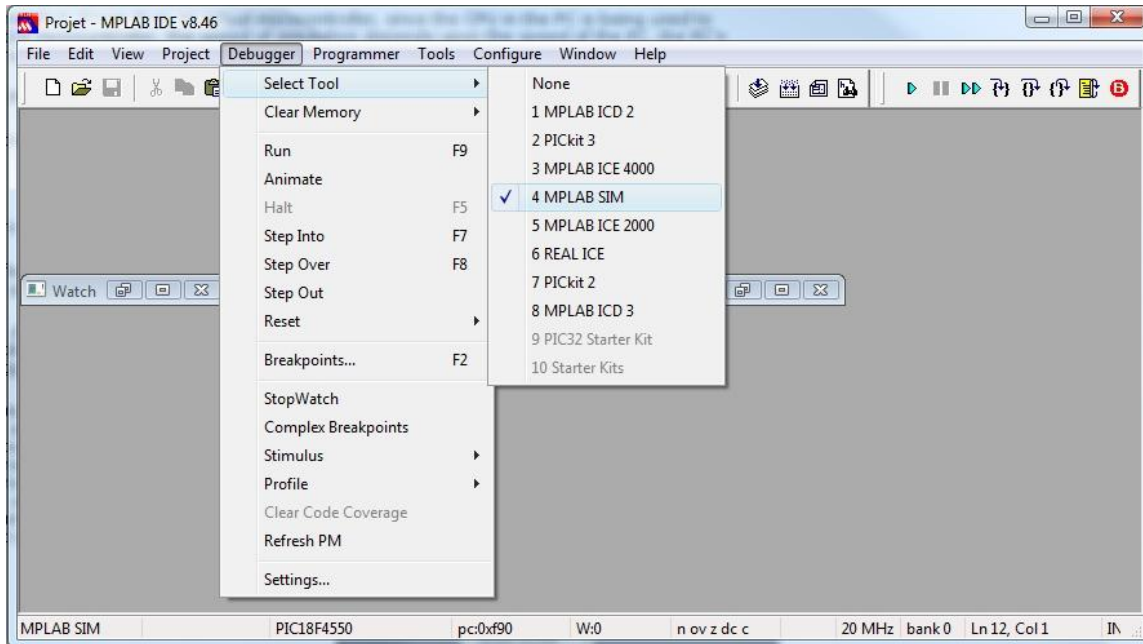 Projet - MPLAB IDE v8.46
File Edit View Project Debugger Programmer Tools Configure Window Help
Select Tool
Clear Memory
Run F9
Animate
Halt F5
Step Into F7
Step Over F8
Step Out
Reset
Breakpoints... F2
StopWatch
Complex Breakpoints
Stimulus
Profile
Clear Code Coverage
Refresh PM
Settings...
None
1 MPLAB ICD 2
2 PICkit 3
3 MPLAB ICE 4000
4 MPLAB SIM
5 MPLAB ICE 2000
6 REAL ICE
7 PICkit 2
8 MPLAB ICD 3
9 PIC32 Starter Kit
10 Starter Kits
Watch
MPLAB SIM PIC18F4550 pc:0xf90 W:0 n ov z dc c 20 MHz bank 0 Ln 12, Col 1 IN